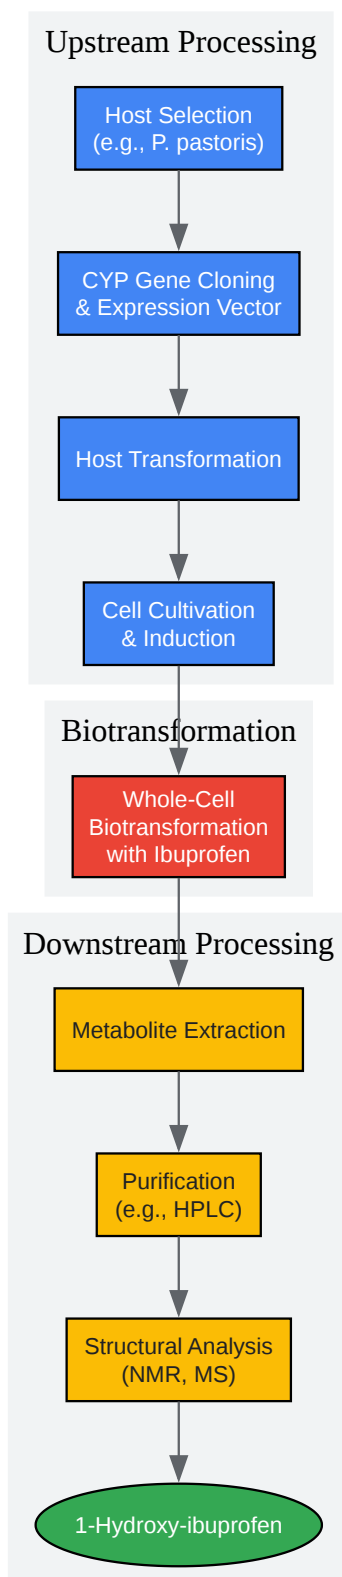 Upstream Processing
Host Selection
(e.g., P. pastoris)
CYP Gene Cloning
& Expression Vector
Host Transformation
Cell Cultivation
& Induction
Biotransformation
Whole-Cell
Biotransformation
with Ibuprofen
Downstream Processing
Metabolite Extraction
Purification
(e.g., HPLC)
Structural Analysis
(NMR, MS)
1-Hydroxy-ibuprofen